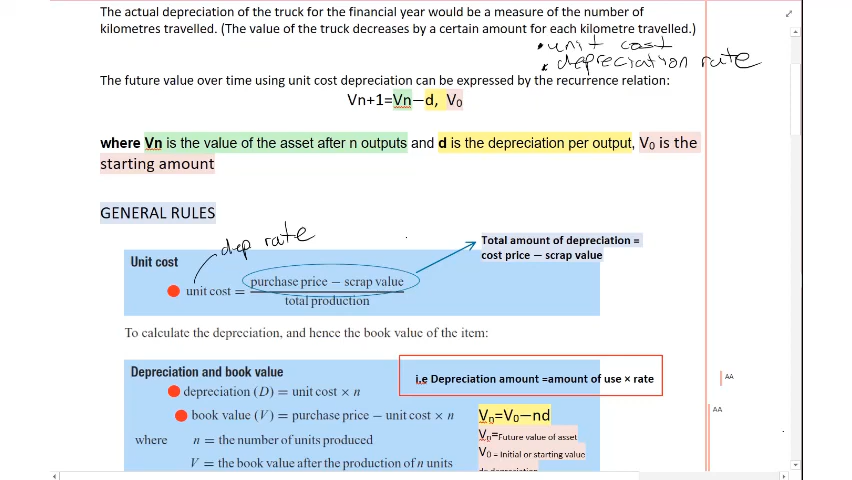 The actual depreciation of the truck for the financial year would be a measure of the number of
kilometres travelled. (The value of the truck decreases by a certain amount for each kilometre travelled.)
• unit cost
• depreciation rate
The future value over time using unit cost depreciation can be expressed by the recurrence relation:
Vn+1=Vn−d, V₀
where Vn is the value of the asset after n outputs and d is the depreciation per output, V₀ is the
starting amount
GENERAL RULES
dep rate
Total amount of depreciation =
cost price − scrap value
Unit cost
unit cost = purchase price − scrap value
total production
To calculate the depreciation, and hence the book value of the item:
Depreciation and book value
i.e Depreciation amount =amount of use × rate
AA
depreciation (D) = unit cost × n
AA
book value (V) = purchase price − unit cost × n
Vₙ=V₀−nd
where n = the number of units produced
Vₙ=Future value of asset
V₀ = Initial or starting value
V = the book value after the production of n units
d= depreciation